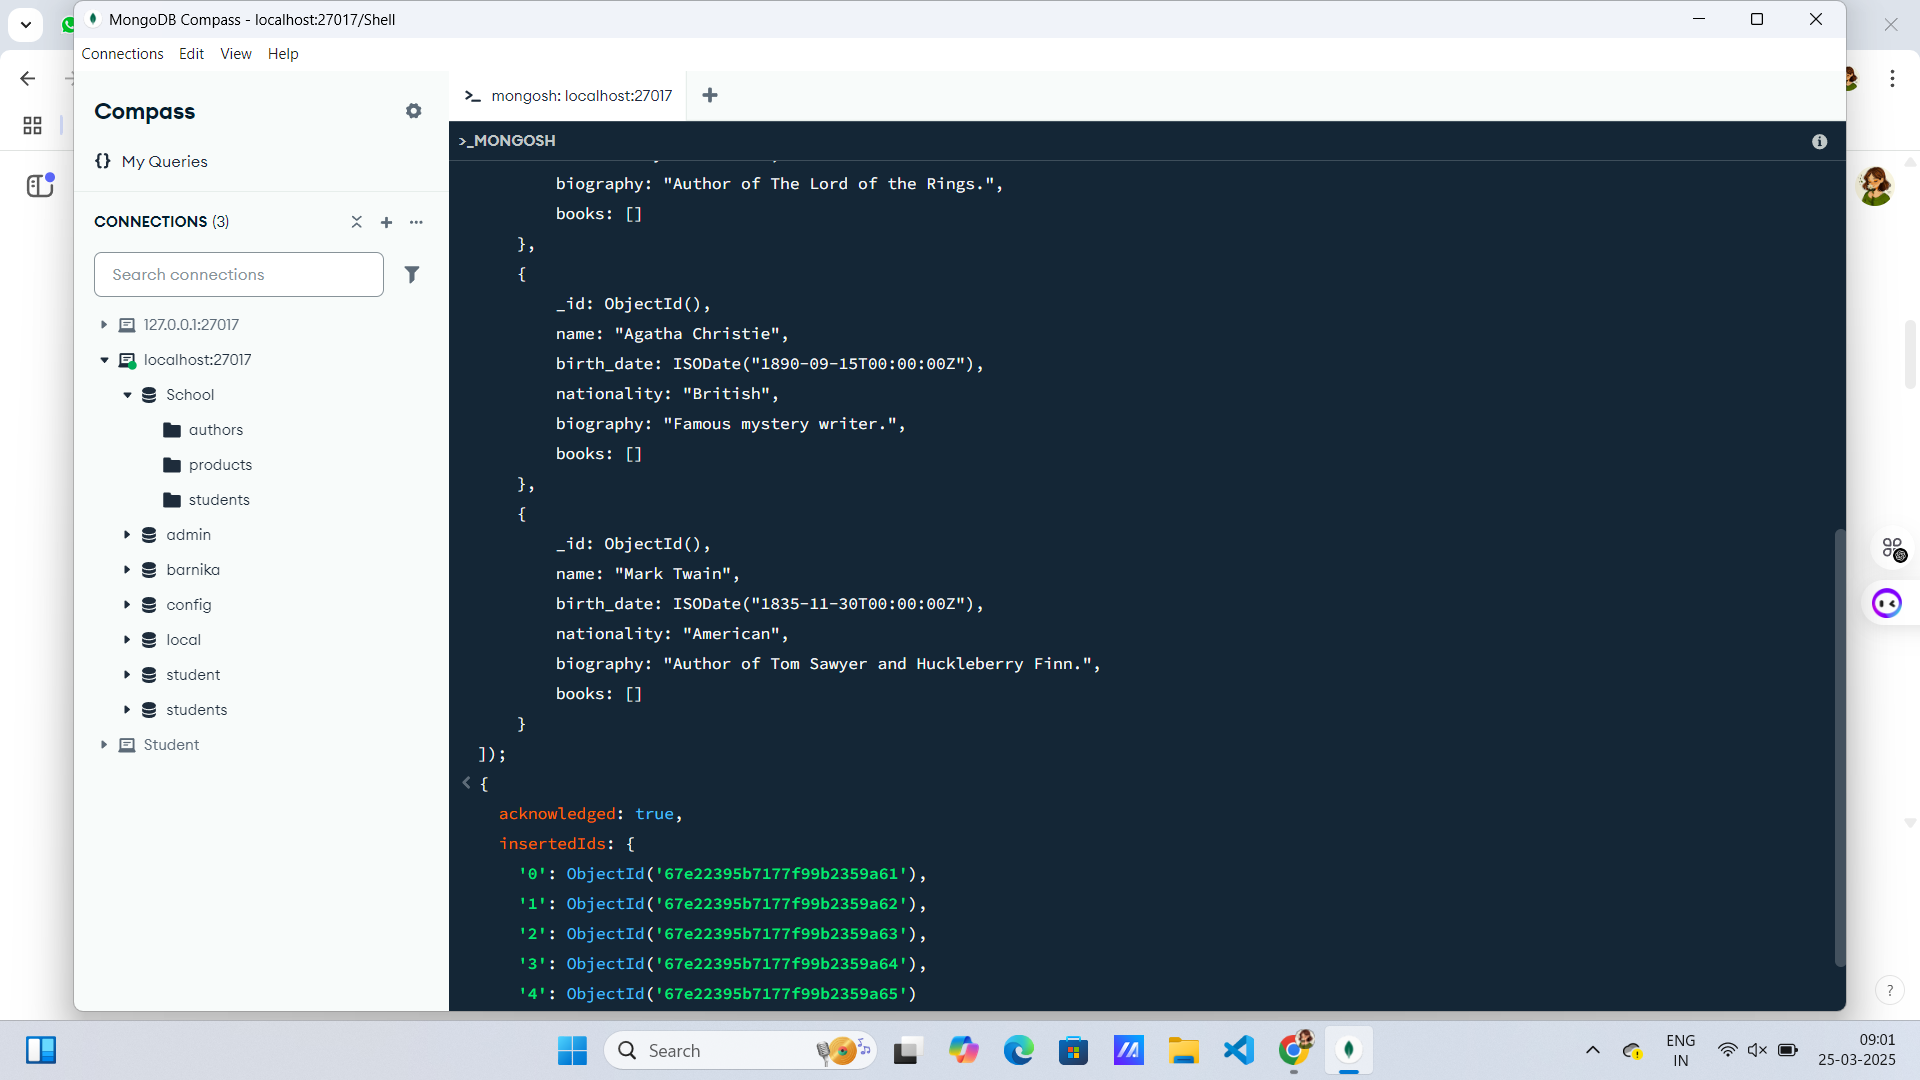 MongoDB Compass - localhost:27017/Shell
Connections Edit View Help
Compass
My Queries
CONNECTIONS (3)
Search connections
127.0.0.1:27017
localhost:27017
School
authors
products
students
admin
barnika
config
local
student
students
Student
mongosh: localhost:27017
>_MONGOSH
biography: "Author of The Lord of the Rings.",
books: []
},
{
_id: ObjectId(),
name: "Agatha Christie",
birth_date: ISODate("1890-09-15T00:00:00Z"),
nationality: "British",
biography: "Famous mystery writer.",
books: []
},
{
_id: ObjectId(),
name: "Mark Twain",
birth_date: ISODate("1835-11-30T00:00:00Z"),
nationality: "American",
biography: "Author of Tom Sawyer and Huckleberry Finn.",
books: []
}
]);
{
acknowledged: true,
insertedIds: {
'0': ObjectId('67e22395b7177f99b2359a61'),
'1': ObjectId('67e22395b7177f99b2359a62'),
'2': ObjectId('67e22395b7177f99b2359a63'),
'3': ObjectId('67e22395b7177f99b2359a64'),
'4': ObjectId('67e22395b7177f99b2359a65')
?
Search
ENG
IN
09:01
25-03-2025